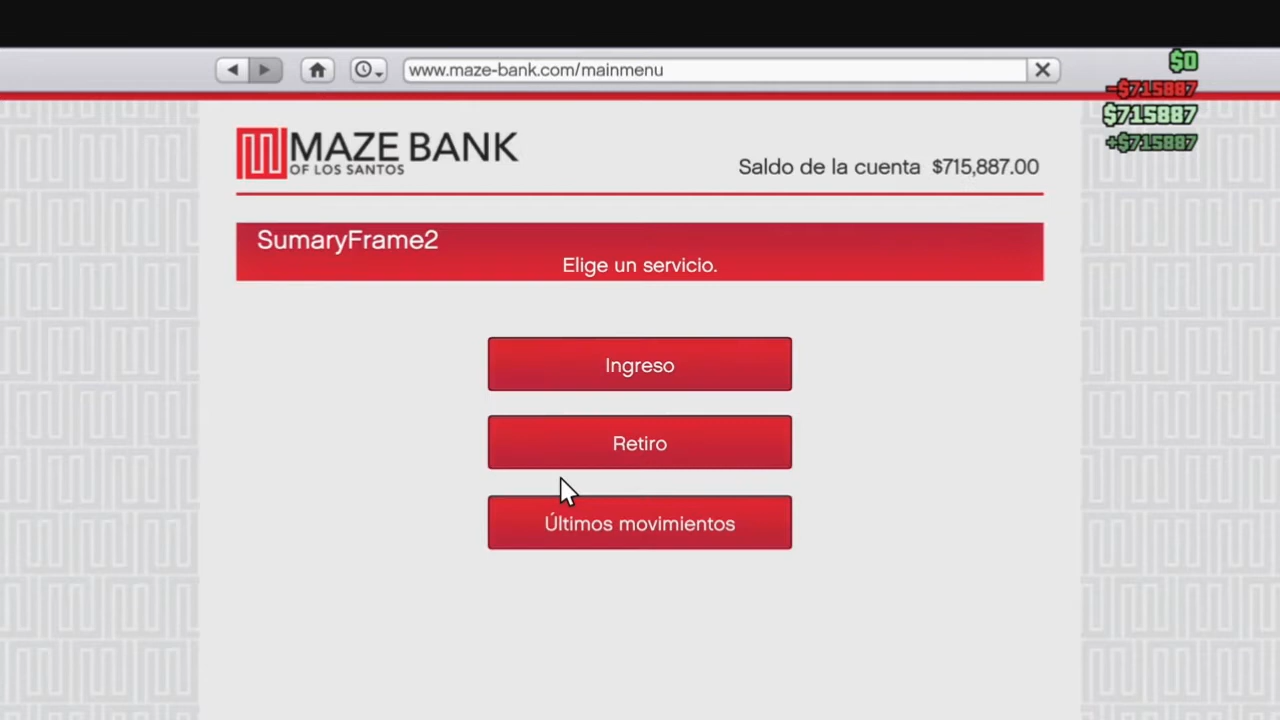 www.maze-bank.com/mainmenu
$0
-$715887
$715887
+$715887
MAZE BANK
OF LOS SANTOS
Saldo de la cuenta $715,887.00
SumaryFrame2
Elige un servicio.
Ingreso
Retiro
Últimos movimientos